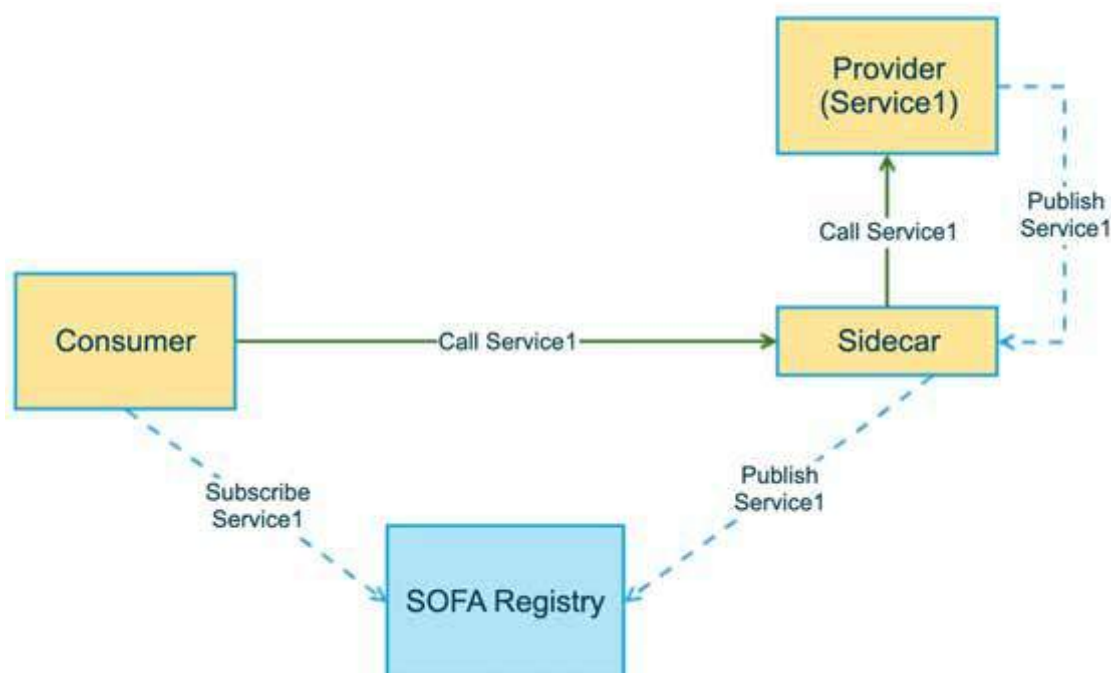 Provider
(Service1)
Publish
Service1
Call Service1
Consumer
Call Service1
Sidecar
Subscribe
Service1
Publish
Service1
SOFA Registry